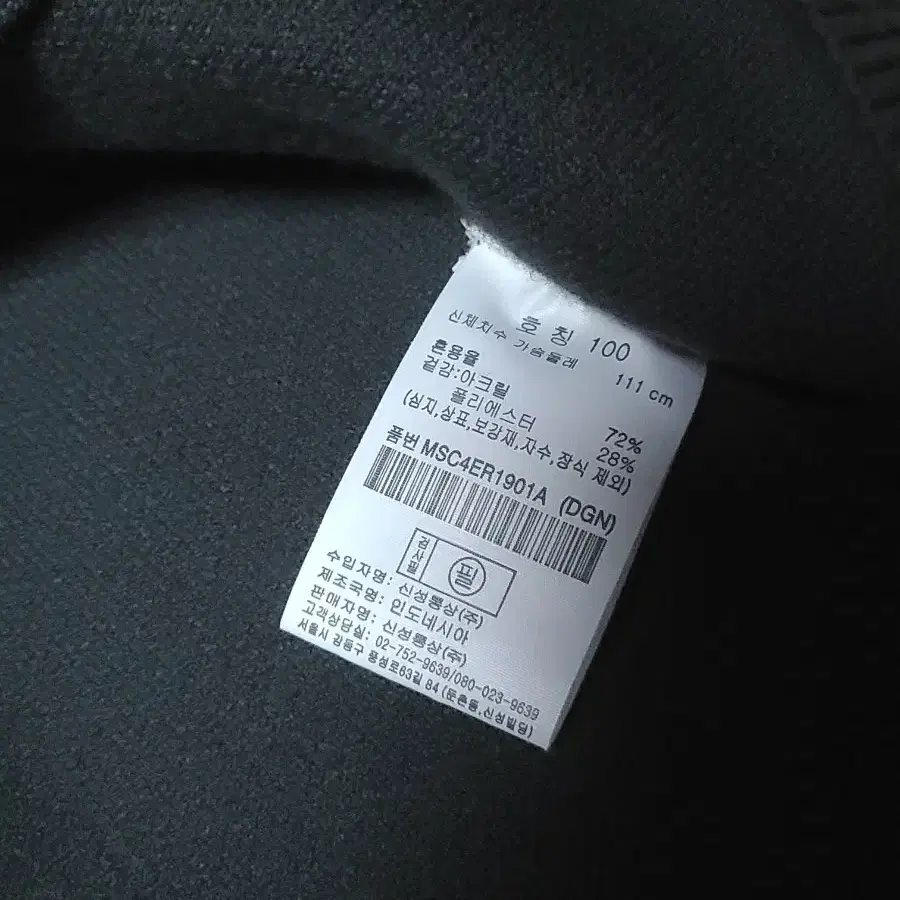 호 칭 100
신체치수 가슴둘레 111 cm
혼용율
겉감:아크릴 72%
폴리에스터 28%
(심지,상표,보강재,자수,장식 제외)
품번 MSC4ER1901A (DGN)
검사필 필
수입자명: 신성통상(주)
제조국명: 인도네시아
판매자명: 신성통상(주)
고객상담실: 02-752-9639/080-023-9639
서울시 강동구 풍성로63길 84 (둔촌동,신성빌딩)